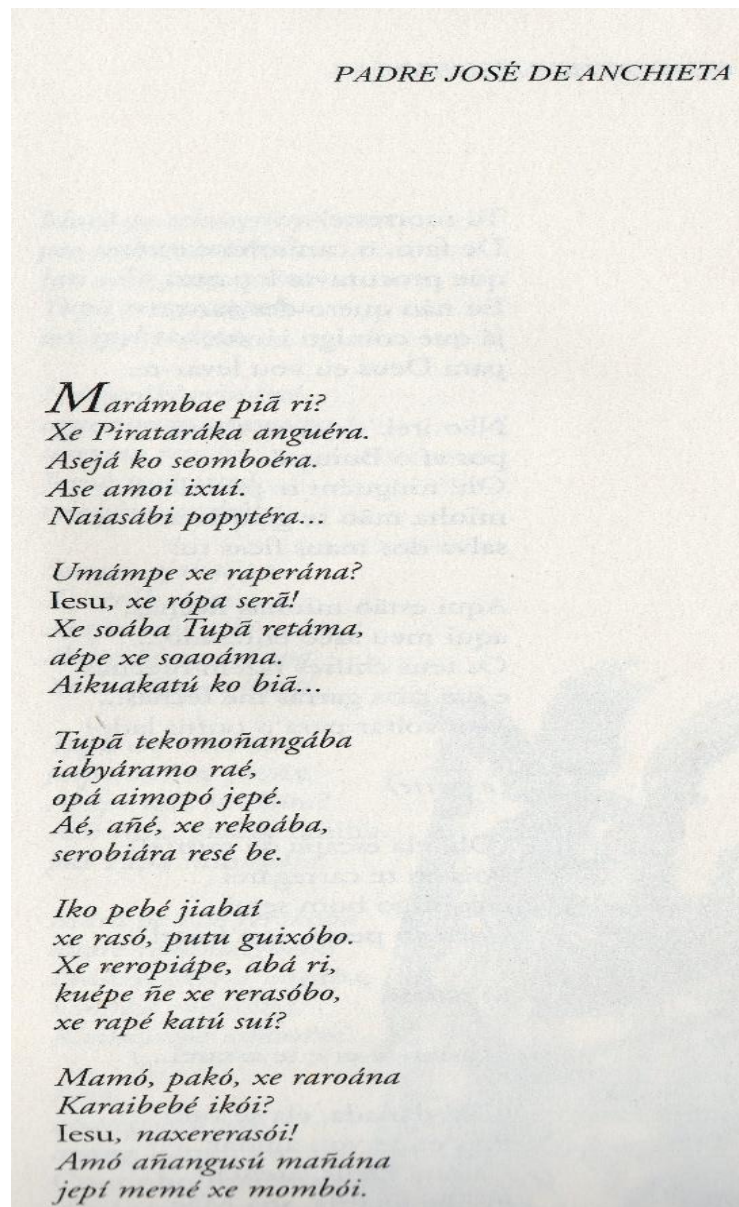 PADRE JOSÉ DE ANCHIETA
Marámbae piã ri?
Xe Pirataráka anguéra.
Asejá ko seomboéra.
Ase amoi ixuí.
Naiasábi popytéra...
Umámpe xe raperána?
Iesu, xe rópa serã!
Xe soába Tupã retáma,
aépe xe soaoáma.
Aikuakatú ko biã...
Tupã tekomoñangába
iabyáramo raé,
opá aimopó jepé.
Aé, añé, xe rekoába,
serobiára resé be.
Iko pebé jiabaí
xe rasó, putu guixóbo.
Xe reropiápe, abá ri,
kuépe ñe xe rerasóbo,
xe rapé katú suí?
Mamó, pakó, xe raroána
Karaibebé ikói?
Iesu, naxererasói!
Amó añangusú mañána
jepí memé xe mombói.